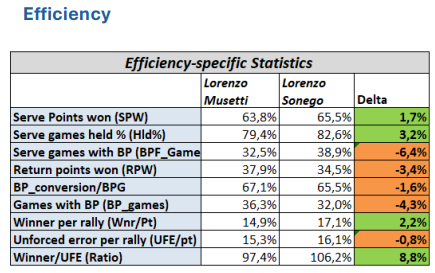 Efficiency
Efficiency-specific Statistics
Lorenzo Musetti Lorenzo Sonego Delta
Serve Points won (SPW) 63,8% 65,5% 1,7%
Serve games held % (Hld%) 79,4% 82,6% 3,2%
Serve games with BP (BPF_Game 32,5% 38,9% -6,4%
Return points won (RPW) 37,9% 34,5% -3,4%
BP_conversion/BPG 67,1% 65,5% -1,6%
Games with BP (BP_games) 36,3% 32,0% -4,3%
Winner per rally (Wnr/Pt) 14,9% 17,1% 2,2%
Unforced error per rally (UFE/pt) 15,3% 16,1% -0,8%
Winner/UFE (Ratio) 97,4% 106,2% 8,8%